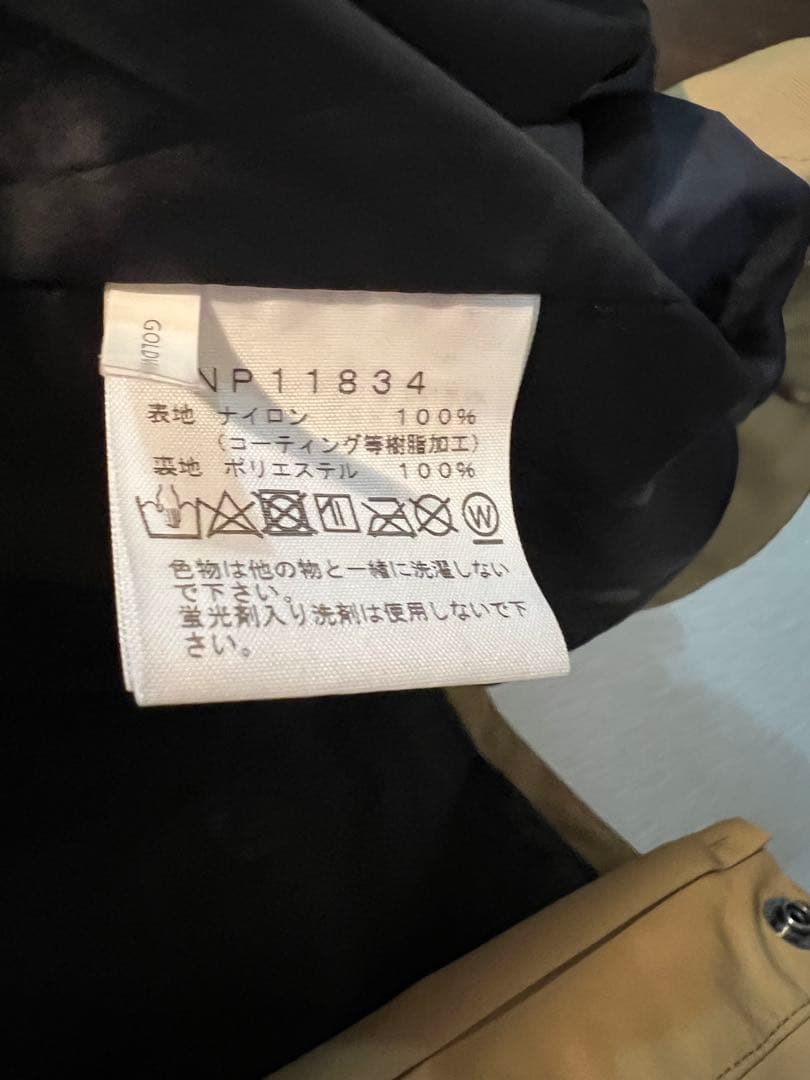 GOLDW
NP11834
表地 ナイロン 100%
(コーティング等樹脂加工)
裏地 ポリエステル 100%
W
色物は他の物と一緒に洗濯しない
で下さい。
蛍光剤入り洗剤は使用しないで下
さい。